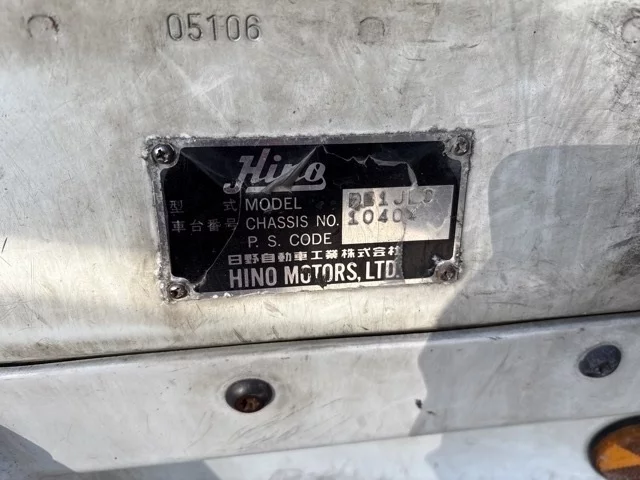 05106
Hino
型式 MODEL
車台番号 CHASSIS NO.
P. S. CODE
日野自動車工業株式会社
HINO MOTORS, LTD.